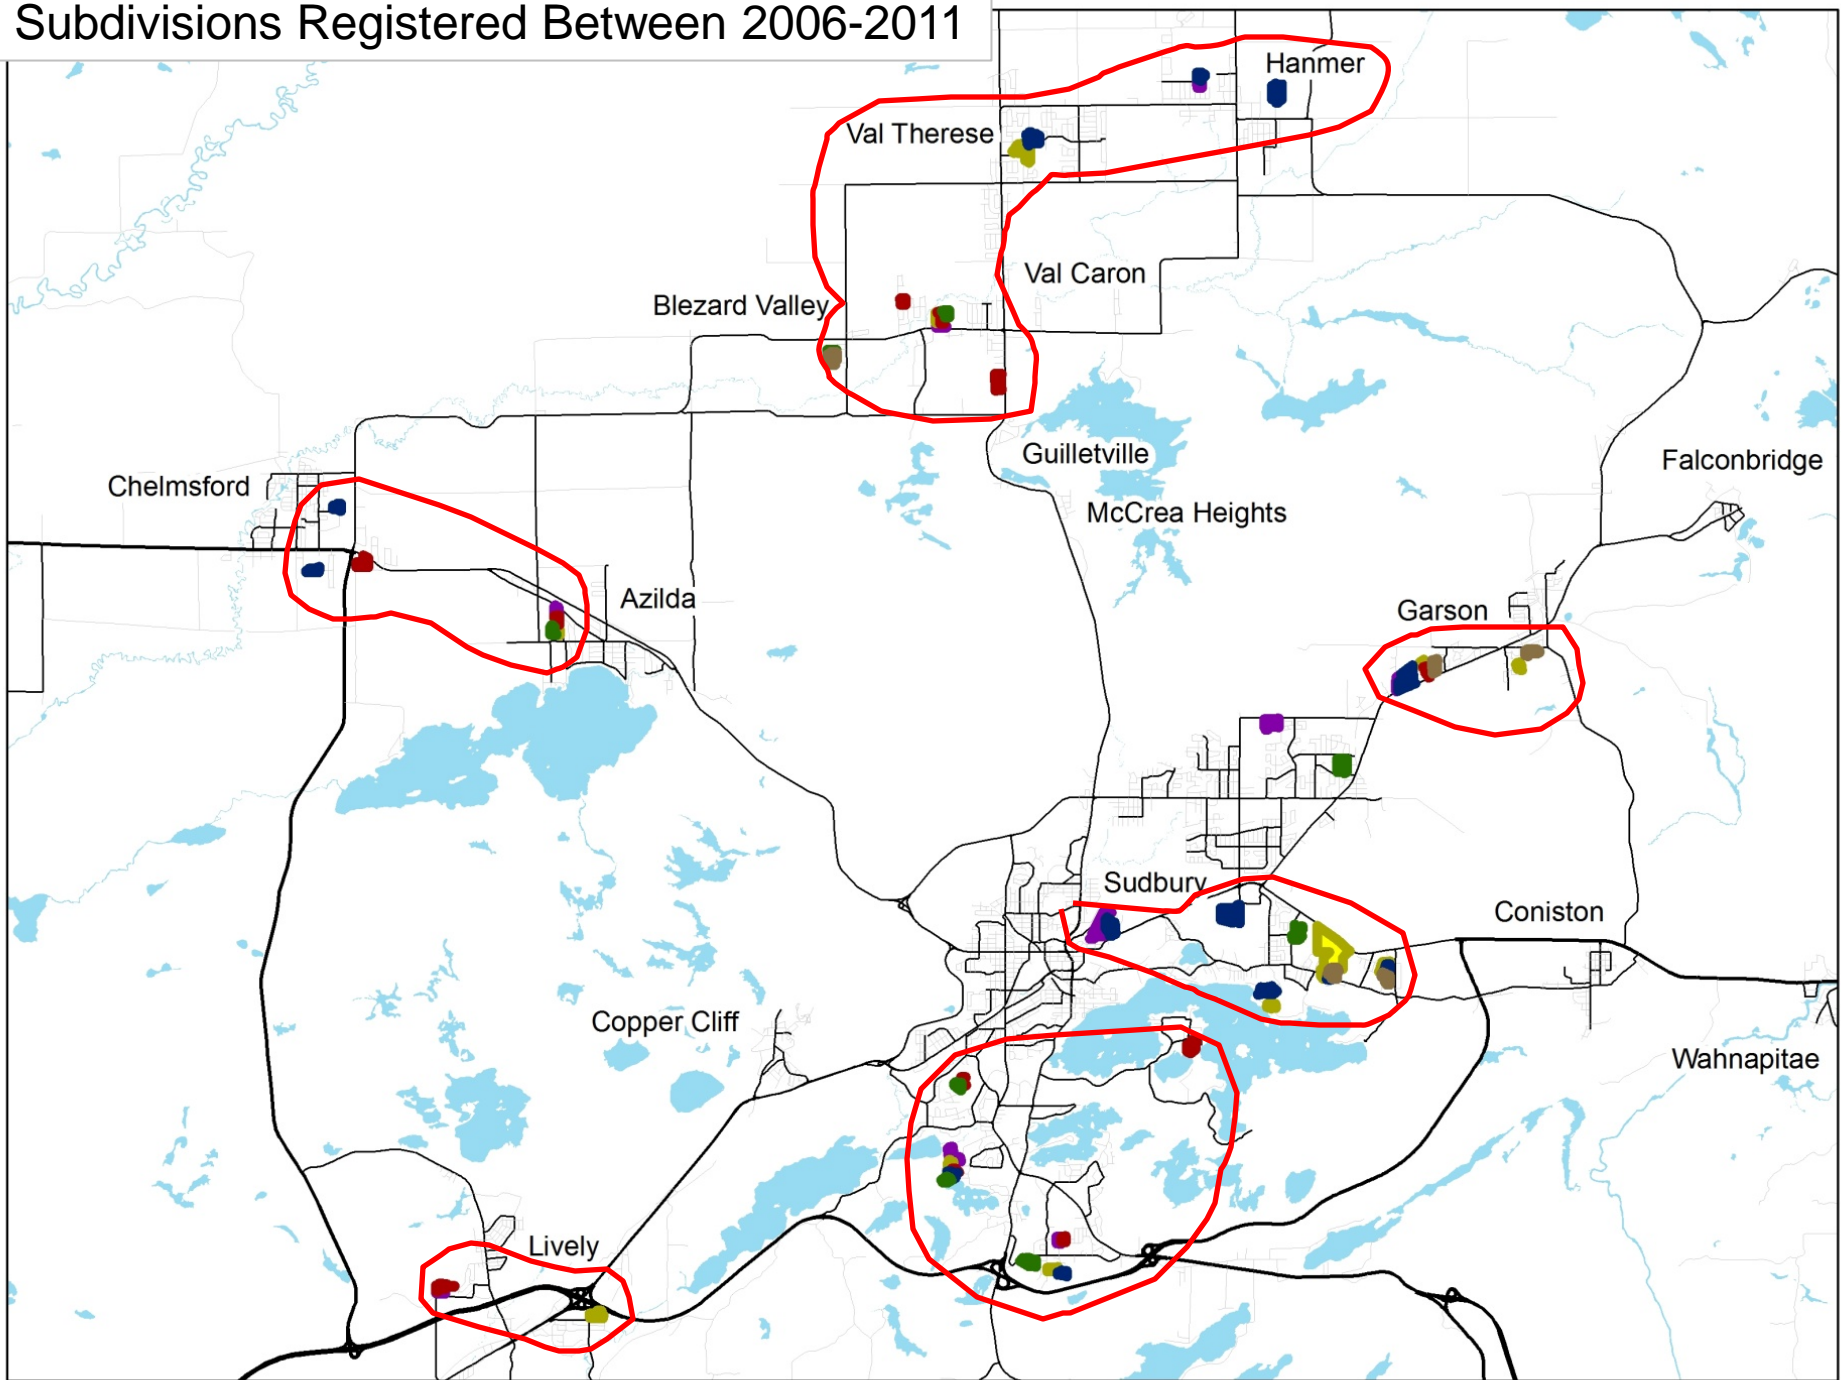 Subdivisions Registered Between 2006-2011
Hanmer
Val Therese
Val Caron
Blezard Valley
Guilletville
Falconbridge
Chelmsford
McCrea Heights
Azilda
Garson
Sudbury
Coniston
Copper Cliff
Wahnapitae
Lively